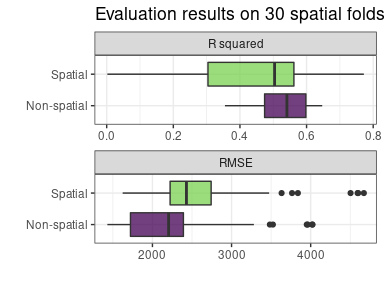 Evaluation results on 30 spatial folds
R squared
Spatial
Non-spatial
0.0 0.2 0.4 0.6 0.8
RMSE
Spatial
Non-spatial
2000 3000 4000